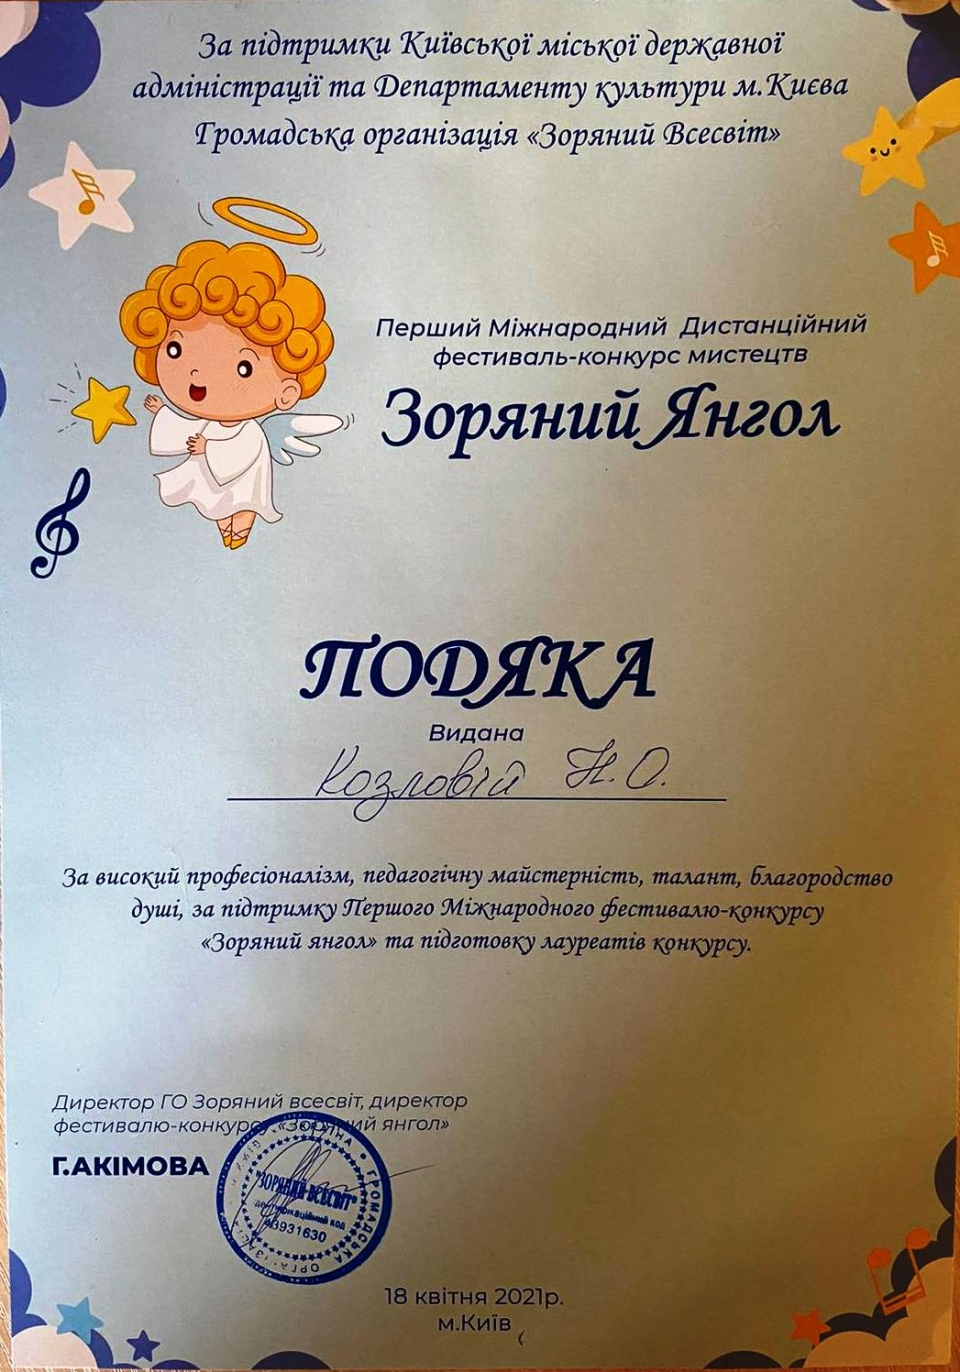 За підтримки Київської міської державної
адміністрації та Департаменту культури м.Києва
Громадська організація «Зоряний Всесвіт»
Перший Міжнародний Дистанційний
фестиваль-конкурс мистецтв
Зоряний Янгол
ПОДЯКА
Видана
Козловій Н.О.
За високий професіоналізм, педагогічну майстерність, талант, благородство
душі, за підтримку Першого Міжнародного фестивалю-конкурсу
«Зоряний янгол» та підготовку лауреатів конкурсу.
Директор ГО Зоряний всесвіт, директор
фестивалю-конкурсу «Зоряний янгол»
Г.АКІМОВА
ГРОМАДСЬКА
"ЗОРЯНИЙ ВСЕСВІТ"
код
43931630
18 квітня 2021р.
м.Київ